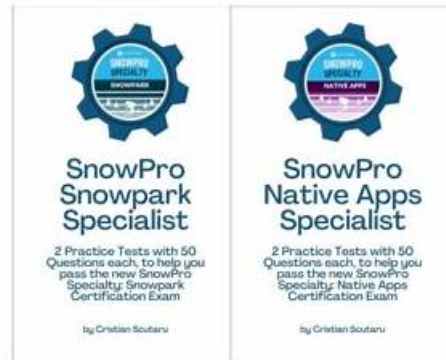 SNOWPRO
SPECIALTY
SNOWPARK
SnowPro
Snowpark
Specialist
2 Practice Tests with 50
Questions each, to help you
pass the new SnowPro
Specialty: Snowpark
Certification Exam
by Cristian Scutaru
SNOWPRO
SPECIALTY
NATIVE APPS
SnowPro
Native Apps
Specialist
2 Practice Tests with 50
Questions each, to help you
pass the new SnowPro
Specialty: Native Apps
Certification Exam
by Cristian Scutaru